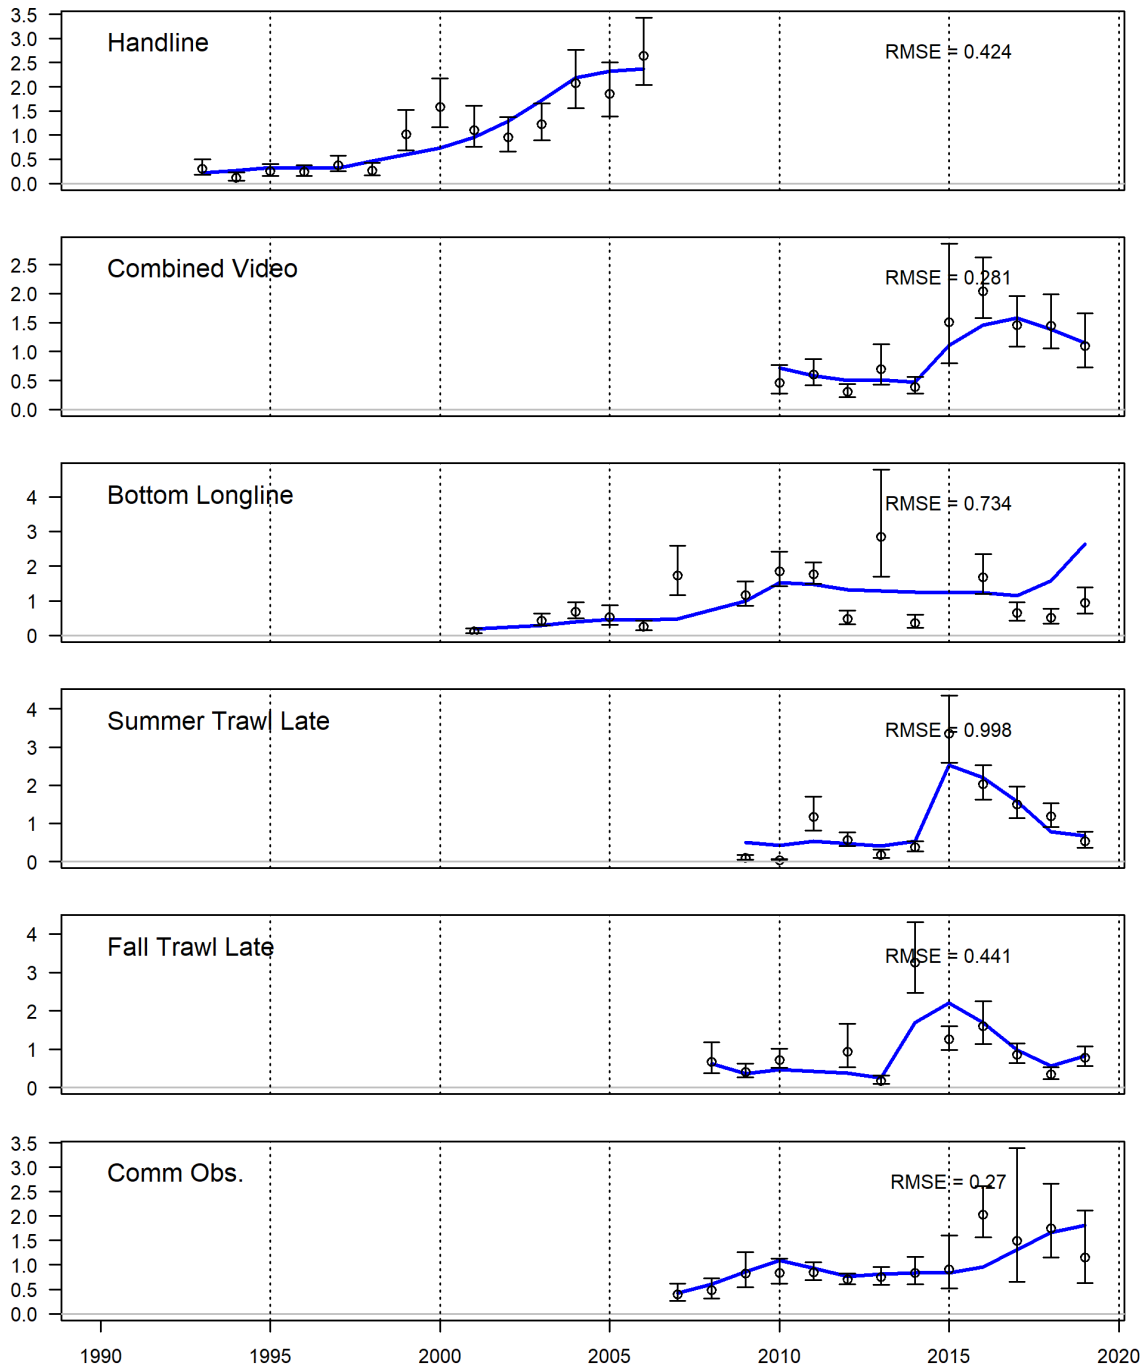 Handline
RMSE = 0.424
3.5
3.0
2.5
2.0
1.5
1.0
0.5
0.0
Combined Video
RMSE = 0.281
2.5
2.0
1.5
1.0
0.5
0.0
Bottom Longline
RMSE = 0.734
4
3
2
1
0
Summer Trawl Late
RMSE = 0.998
4
3
2
1
0
Fall Trawl Late
RMSE = 0.441
4
3
2
1
0
Comm Obs.
RMSE = 0.27
3.5
3.0
2.5
2.0
1.5
1.0
0.5
0.0
1990 1995 2000 2005 2010 2015 2020